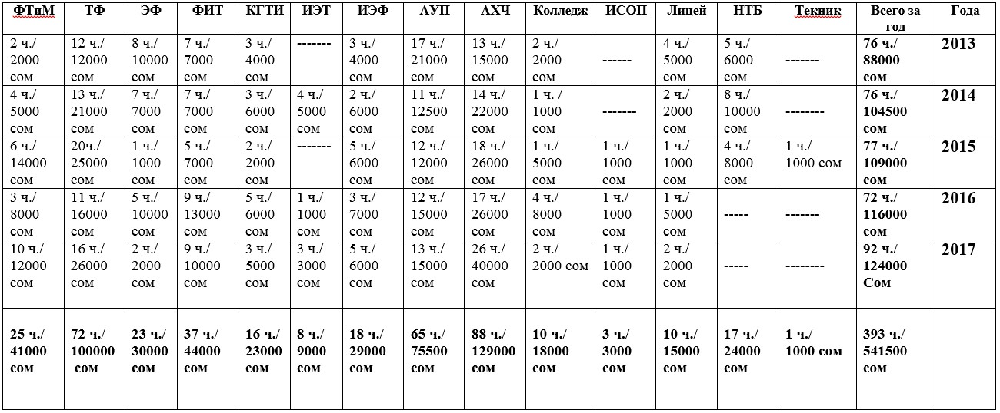 ФТиМ
ТФ
ЭФ
ФИТ
КГТИ
ИЭТ
ИЭФ
АУП
АХЧ
Колледж
ИСОП
Лицей
НТБ
Текник
Всего за
год
Года
2 ч./
2000
сом
12 ч./
12000
сом
8 ч./
10000
сом
7 ч./
7000
сом
3 ч./
4000
сом
-------
3 ч./
4000
сом
17 ч./
21000
сом
13 ч./
15000
сом
2 ч./
2000
сом
------
4 ч./
5000
сом
5 ч./
6000
сом
-------
76 ч./
88000
сом
2013
4 ч./
5000
сом
13 ч./
21000
сом
7 ч./
7000
сом
7 ч./
7000
сом
3 ч./
6000
сом
4 ч./
5000
сом
2 ч./
6000
сом
11 ч./
12500
сом
14 ч./
22000
сом
1 ч. /
1000
сом
-------
2 ч./
2000
сом
8 ч./
10000
сом
--------
76 ч./
104500
сом
2014
6 ч./
14000
сом
20ч./
25000
сом
1 ч./
1000
сом
5 ч./
7000
сом
2 ч./
2000
сом
-------
5 ч./
6000
сом
12 ч./
12000
сом
18 ч./
26000
сом
1 ч./
5000
сом
1 ч./
1000
сом
1 ч./
1000
сом
4 ч./
8000
сом
1 ч./
1000 сом
77 ч./
109000
сом
2015
3 ч./
8000
сом
11 ч./
16000
сом
5 ч./
10000
сом
9 ч./
13000
сом
5 ч./
6000
сом
1 ч./
1000
сом
3 ч./
7000
сом
12 ч./
15000
сом
17 ч./
26000
сом
4 ч./
8000
сом
1 ч./
1000
сом
1 ч./
5000
сом
-----
-------
72 ч./
116000
сом
2016
10 ч./
12000
сом
16 ч./
26000
сом
2 ч./
2000
сом
9 ч./
10000
сом
3 ч./
5000
сом
3 ч./
3000
сом
5 ч./
6000
сом
13 ч./
15000
сом
26 ч./
40000
сом
2 ч./
2000 сом
1 ч./
1000
сом
2 ч./
2000
сом
-----
--------
92 ч./
124000
Сом
2017
25 ч./
41000
сом
72 ч./
100000
сом
23 ч./
30000
сом
37 ч./
44000
сом
16 ч./
23000
сом
8 ч./
9000
сом
18 ч./
29000
сом
65 ч./
75500
сом
88 ч./
129000
сом
10 ч./
18000
сом
3 ч./
3000
сом
10 ч./
15000
сом
17 ч./
24000
сом
1 ч./
1000 сом
393 ч./
541500
сом